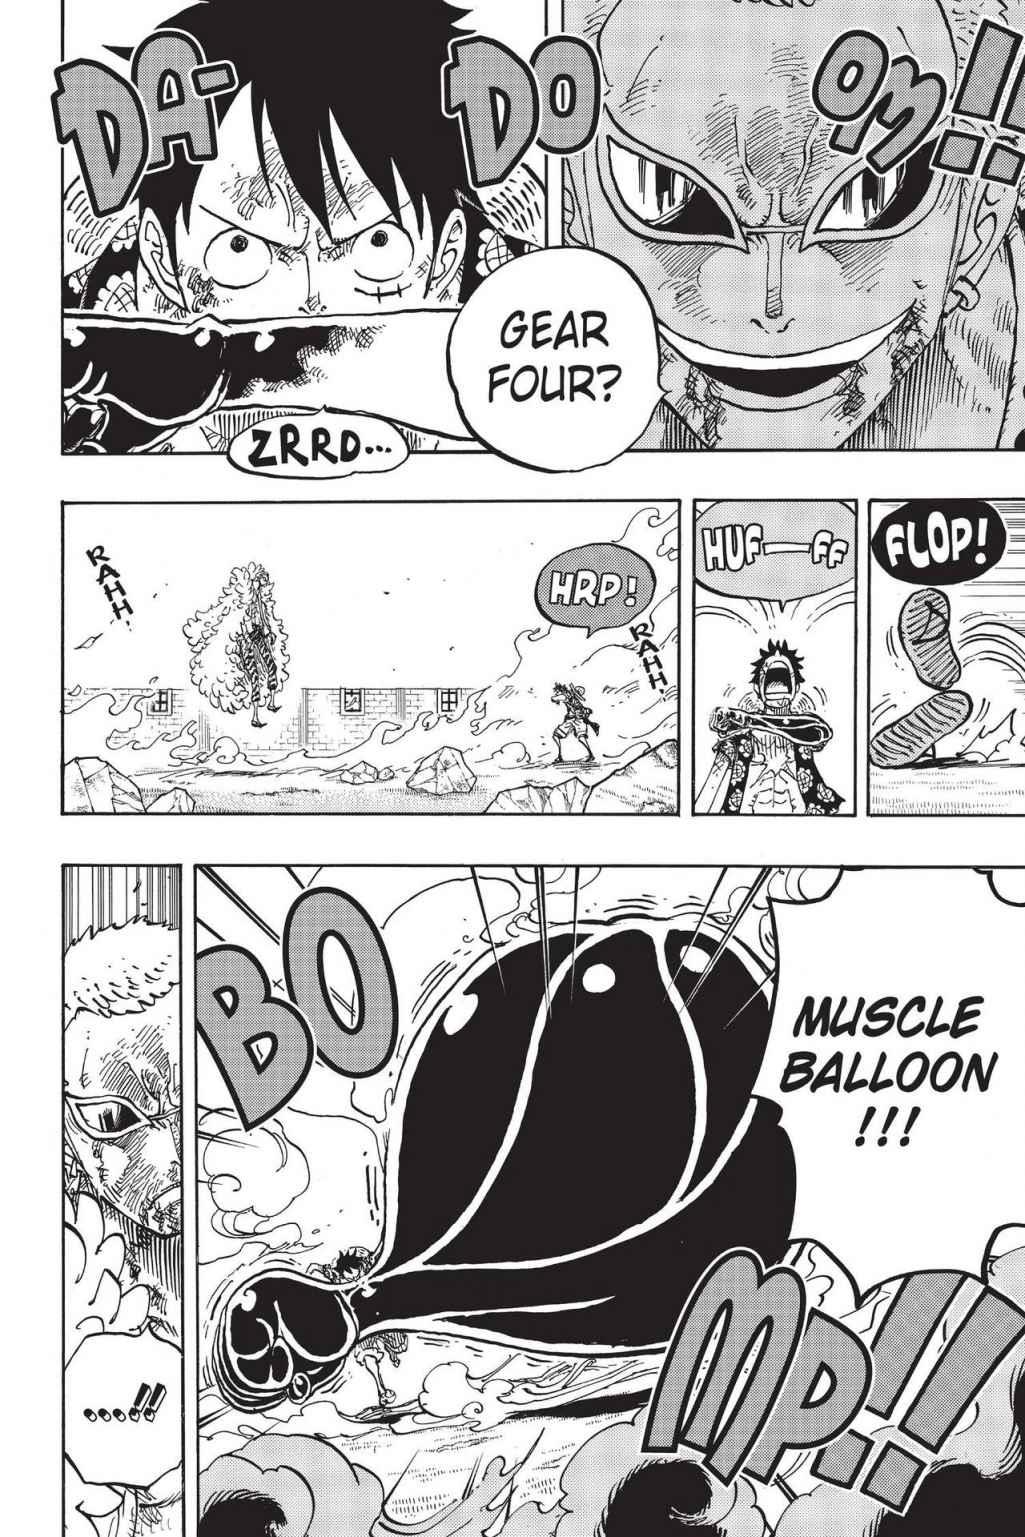 DA-
DO
OM!!
GEAR
FOUR?
ZRRD...
RAHH!
HRP!
RAHH!
HUF—FF
FLOP!
BO
MUSCLE
BALLOON
!!!
MP!!
....!!